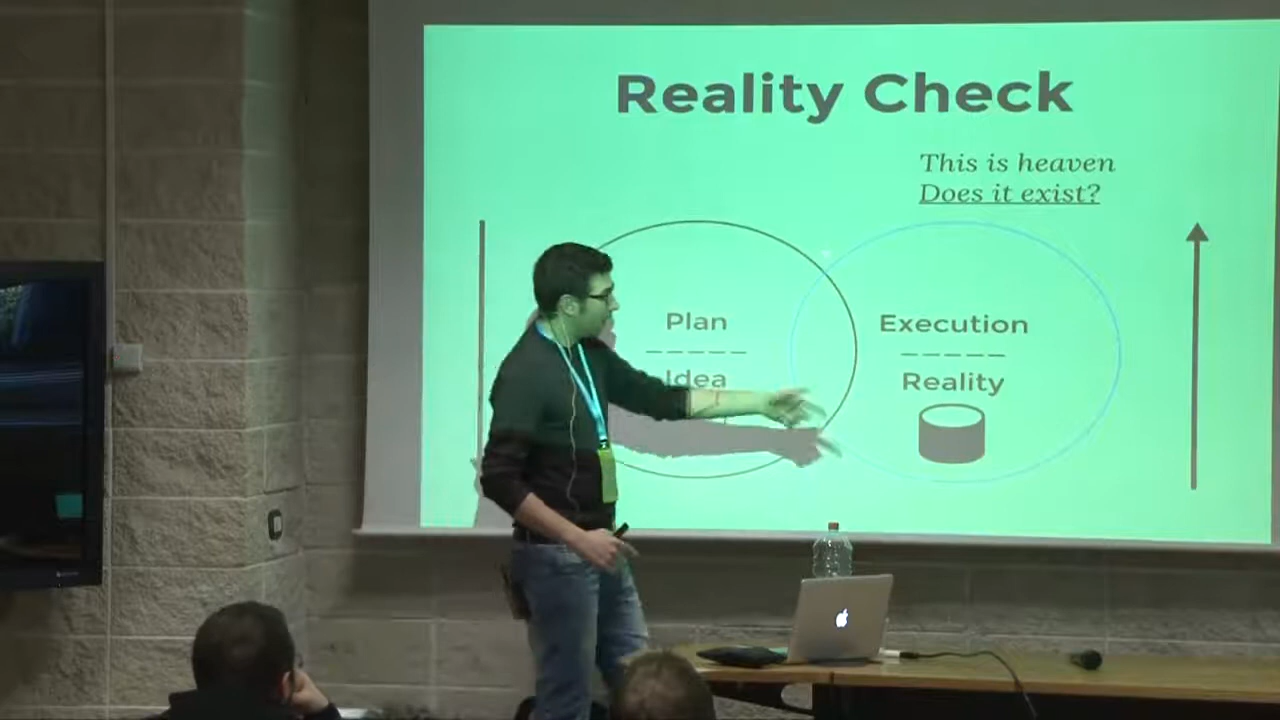 Reality Check
This is heaven
Does it exist?
Plan
Idea
Execution
Reality